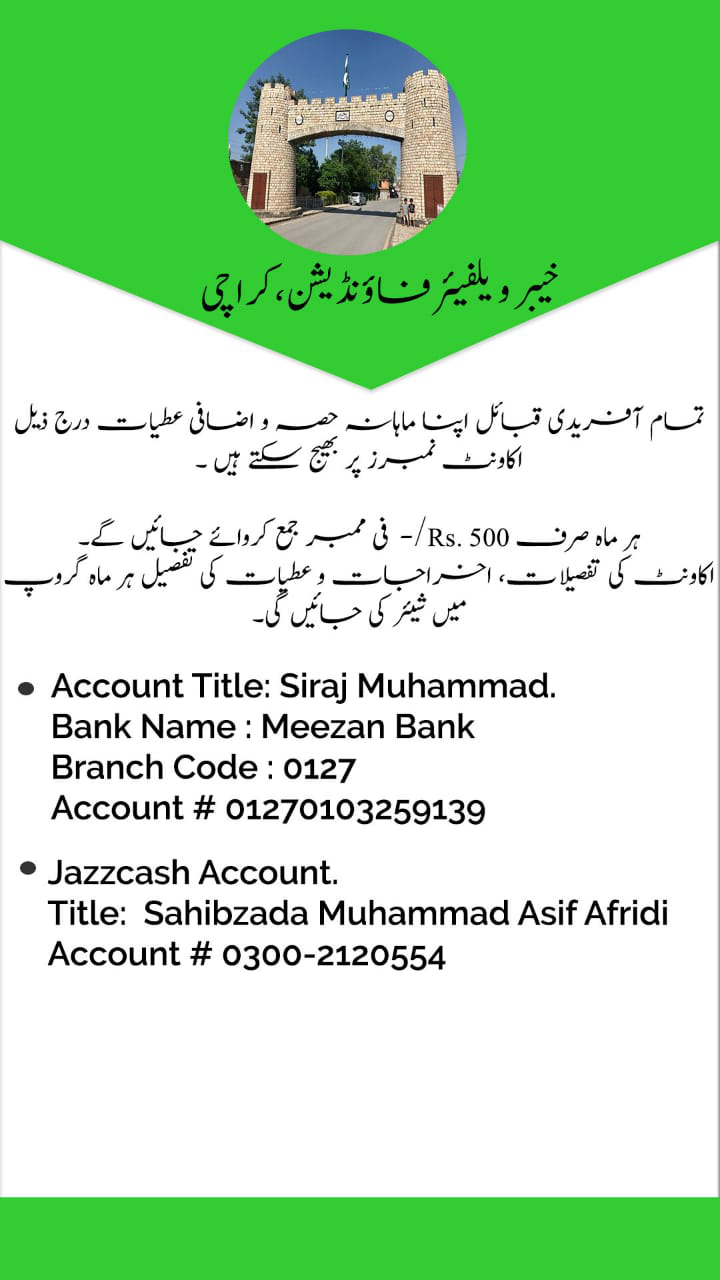 خیبر ویلفیئر فاؤنڈیشن، کراچی
تمام آفریدی قبائل اپنا ماہانہ حصہ و اضافی عطیات درج ذیل
اکاونٹ نمبرز پر بھیج سکتے ہیں ۔
ہر ماہ صرف Rs. 500/- فی ممبر جمع کروائے جائیں گے۔
اکاونٹ کی تفصیلات، اخراجات و عطیات کی تفصیل ہر ماہ گروپ
میں شیئر کی جائیں گی۔
• Account Title: Siraj Muhammad.
Bank Name : Meezan Bank
Branch Code : 0127
Account # 01270103259139
• Jazzcash Account.
Title: Sahibzada Muhammad Asif Afridi
Account # 0300-2120554